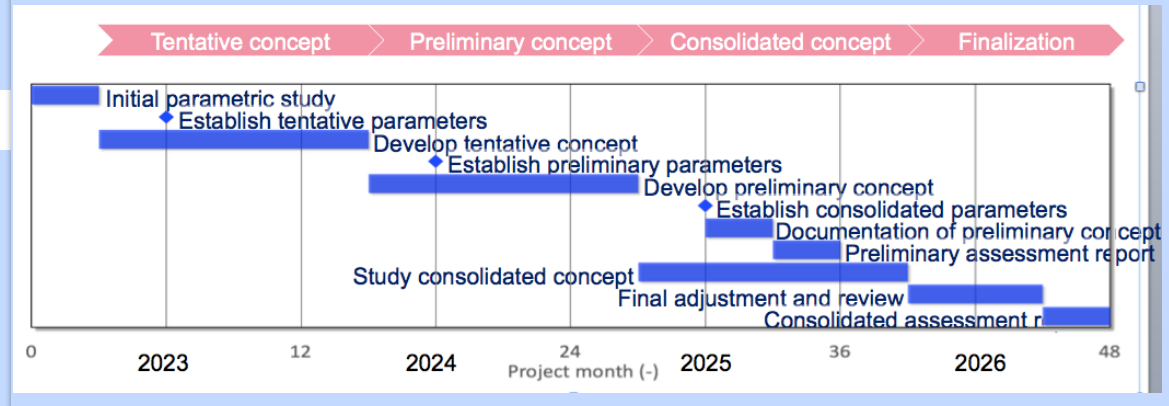 Tentative concept
Preliminary concept
Consolidated concept
Finalization
Initial parametric study
Establish tentative parameters
Develop tentative concept
Establish preliminary parameters
Develop preliminary concept
Establish consolidated parameters
Documentation of preliminary concept
Preliminary assessment report
Study consolidated concept
Final adjustment and review
Consolidated assessment r
0 12 24 36 48
2023 2024 2025 2026
Project month (-)